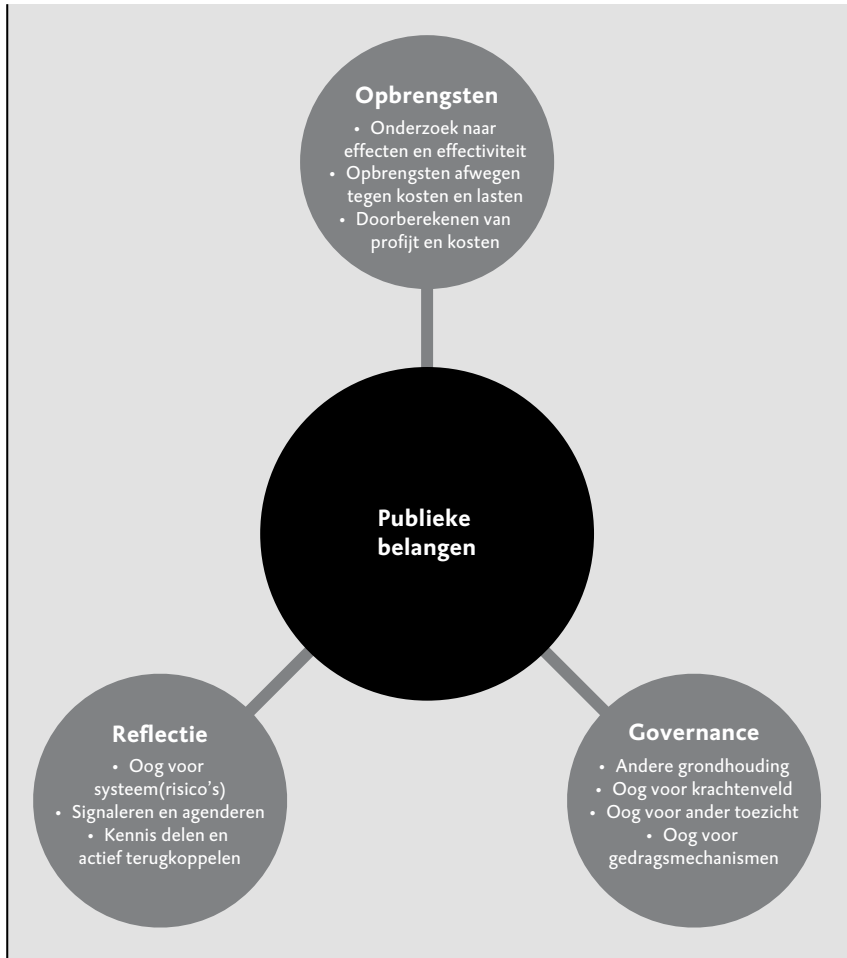 Opbrengsten
• Onderzoek naar
effecten en effectiviteit
• Opbrengsten afwegen
tegen kosten en lasten
• Doorberekenen van
profijt en kosten
Publieke
belangen
Reflectie
• Oog voor
systeem(risico's)
• Signaleren en agenderen
• Kennis delen en
actief terugkoppelen
Governance
• Andere grondhouding
• Oog voor krachtenveld
• Oog voor ander toezicht
• Oog voor
gedragsmechanismen